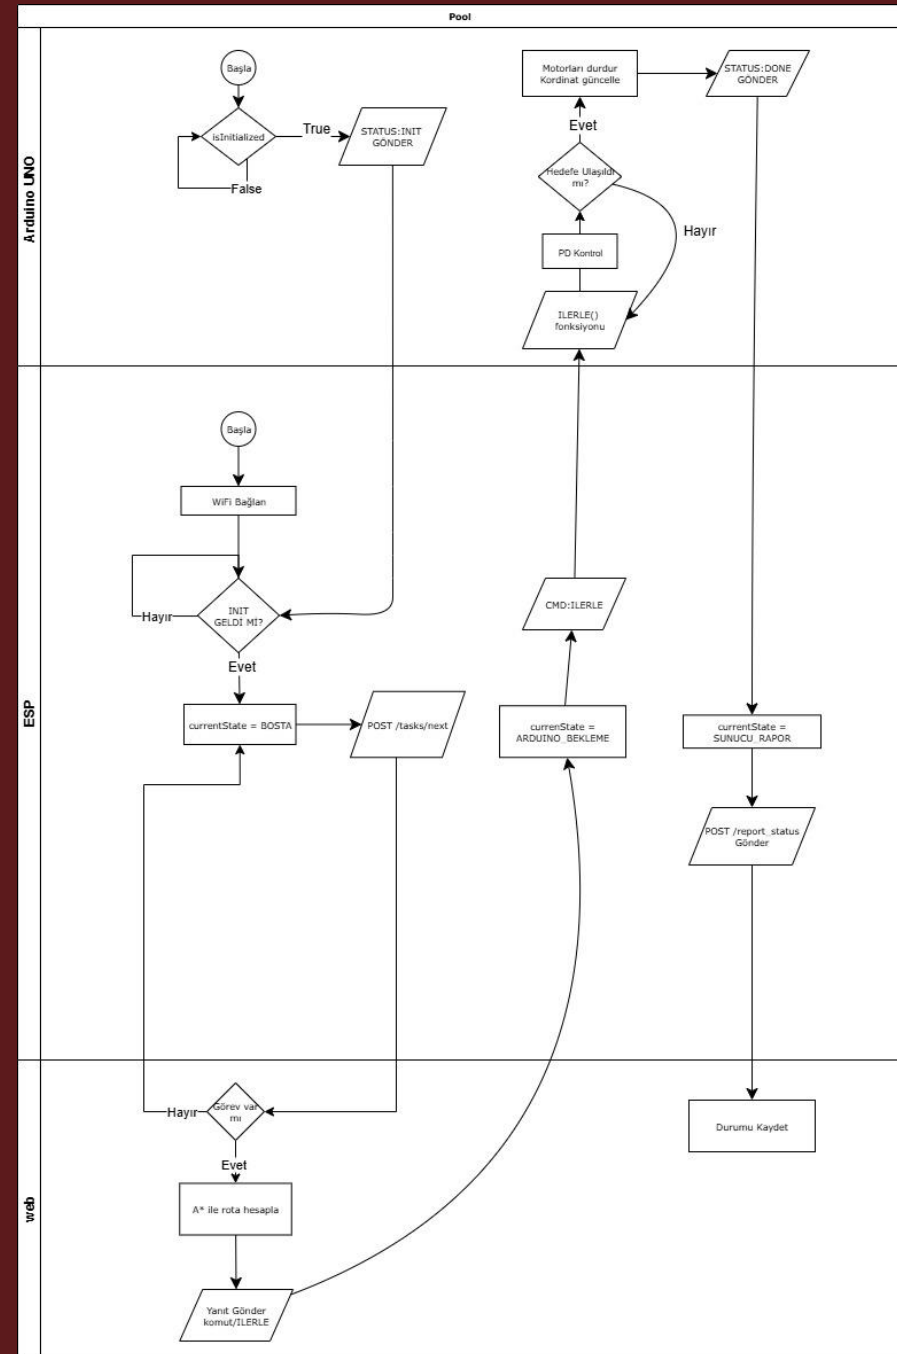 Pool
Arduino UNO
Başla
isInitialized
True
False
STATUS:INIT
GÖNDER
Motorları durdur
Kordinat güncelle
STATUS:DONE
GÖNDER
Evet
Hedefe Ulaşıldı
mı?
Hayır
PD Kontrol
ILERLE()
fonksiyonu
ESP
Başla
WiFi Bağlan
INIT
GELDI MI?
Hayır
Evet
currentState = BOSTA
POST /tasks/next
CMD:ILERLE
currenState =
ARDUINO_BEKLEME
currentState =
SUNUCU_RAPOR
POST /report_status
Gönder
web
Görev var
mı
Hayır
Evet
A* ile rota hesapla
Yanıt Gönder
komut/ILERLE
Durumu Kaydet